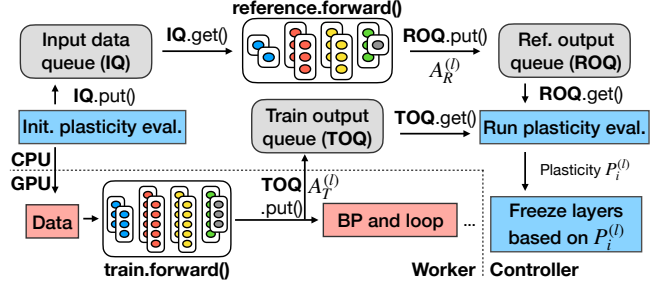 reference.forward()
Input data
queue (IQ)
IQ.get()
ROQ.put()
A_R^(l)
Ref. output
queue (ROQ)
IQ.put()
ROQ.get()
Init. plasticity eval.
Train output
queue (TOQ)
TOQ.get()
Run plasticity eval.
CPU
GPU
Plasticity P_i^(l)
Data
TOQ
.put()
A_T^(l)
BP and loop
...
Freeze layers
based on P_i^(l)
train.forward()
Worker
Controller